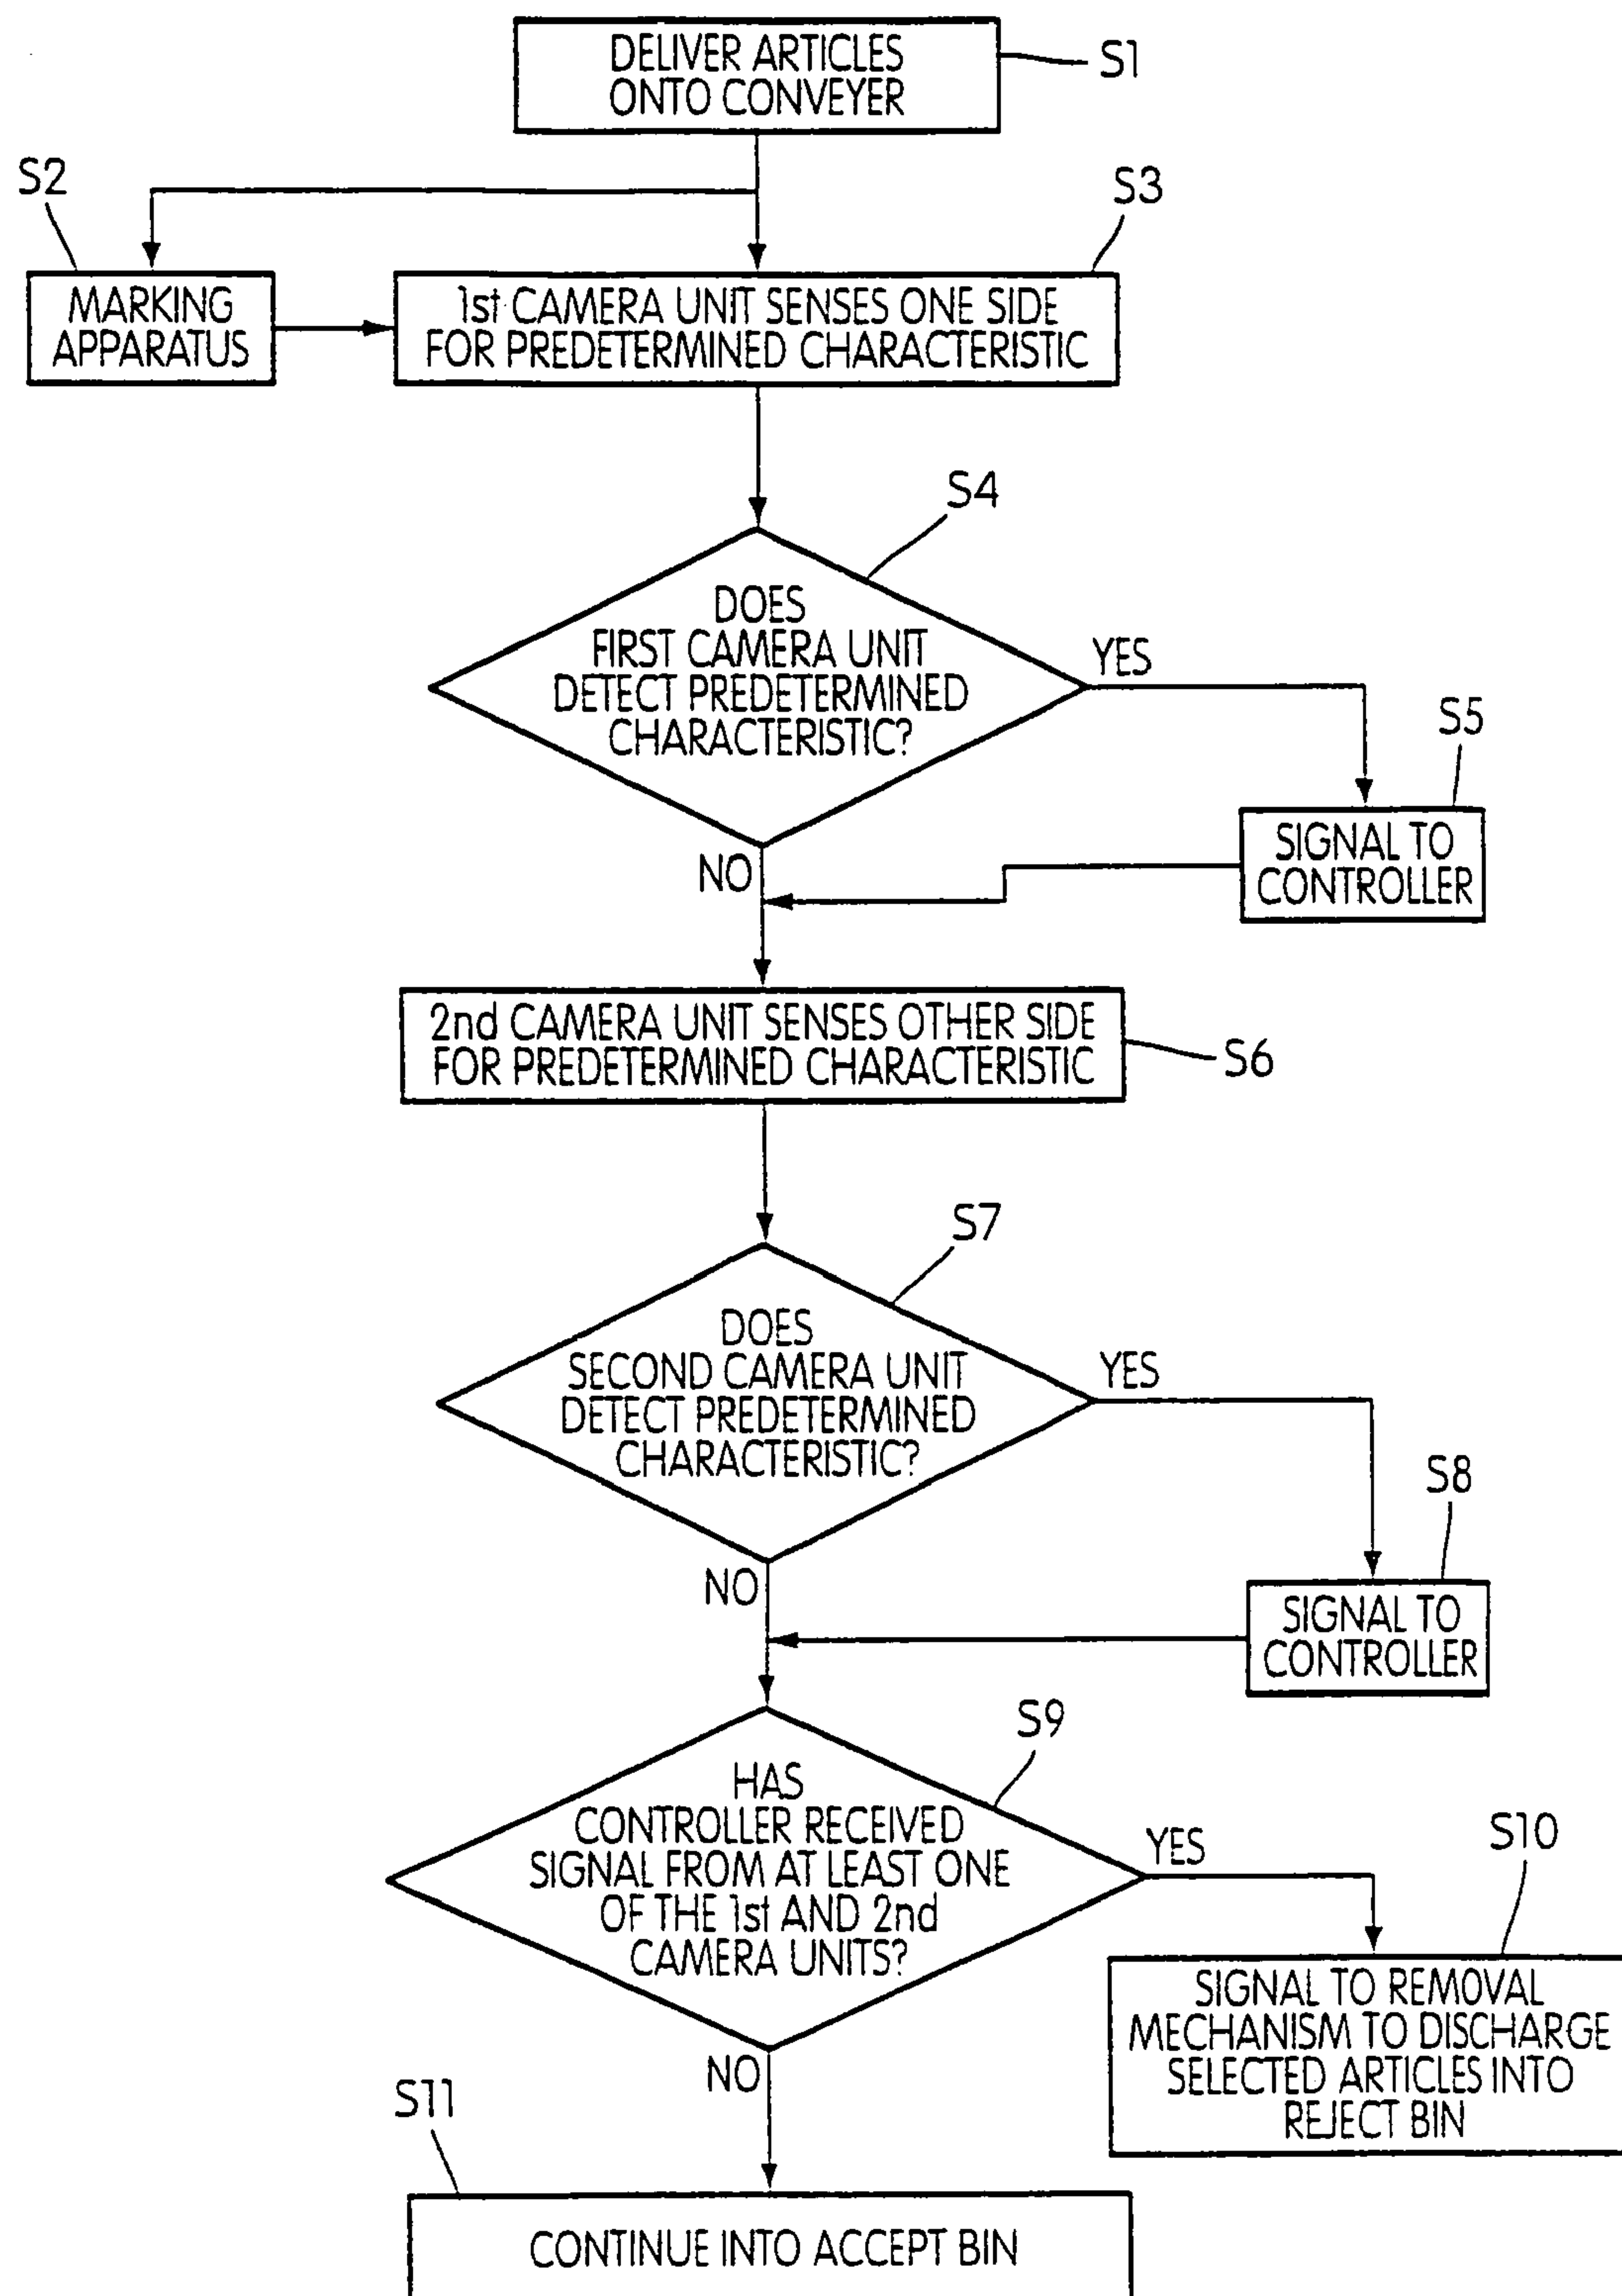 DELIVER ARTICLES
ONTO CONVEYER
S1
S2
S3
MARKING
APPARATUS
1st CAMERA UNIT SENSES ONE SIDE
FOR PREDETERMINED CHARACTERISTIC
S4
DOES
FIRST CAMERA UNIT
DETECT PREDETERMINED
CHARACTERISTIC?
YES
S5
SIGNAL TO
CONTROLLER
NO
2nd CAMERA UNIT SENSES OTHER SIDE
FOR PREDETERMINED CHARACTERISTIC
S6
S7
DOES
SECOND CAMERA UNIT
DETECT PREDETERMINED
CHARACTERISTIC?
YES
S8
SIGNAL TO
CONTROLLER
NO
S9
HAS
CONTROLLER RECEIVED
SIGNAL FROM AT LEAST ONE
OF THE 1st AND 2nd
CAMERA UNITS?
YES
S10
SIGNAL TO REMOVAL
MECHANISM TO DISCHARGE
SELECTED ARTICLES INTO
REJECT BIN
NO
S11
CONTINUE INTO ACCEPT BIN